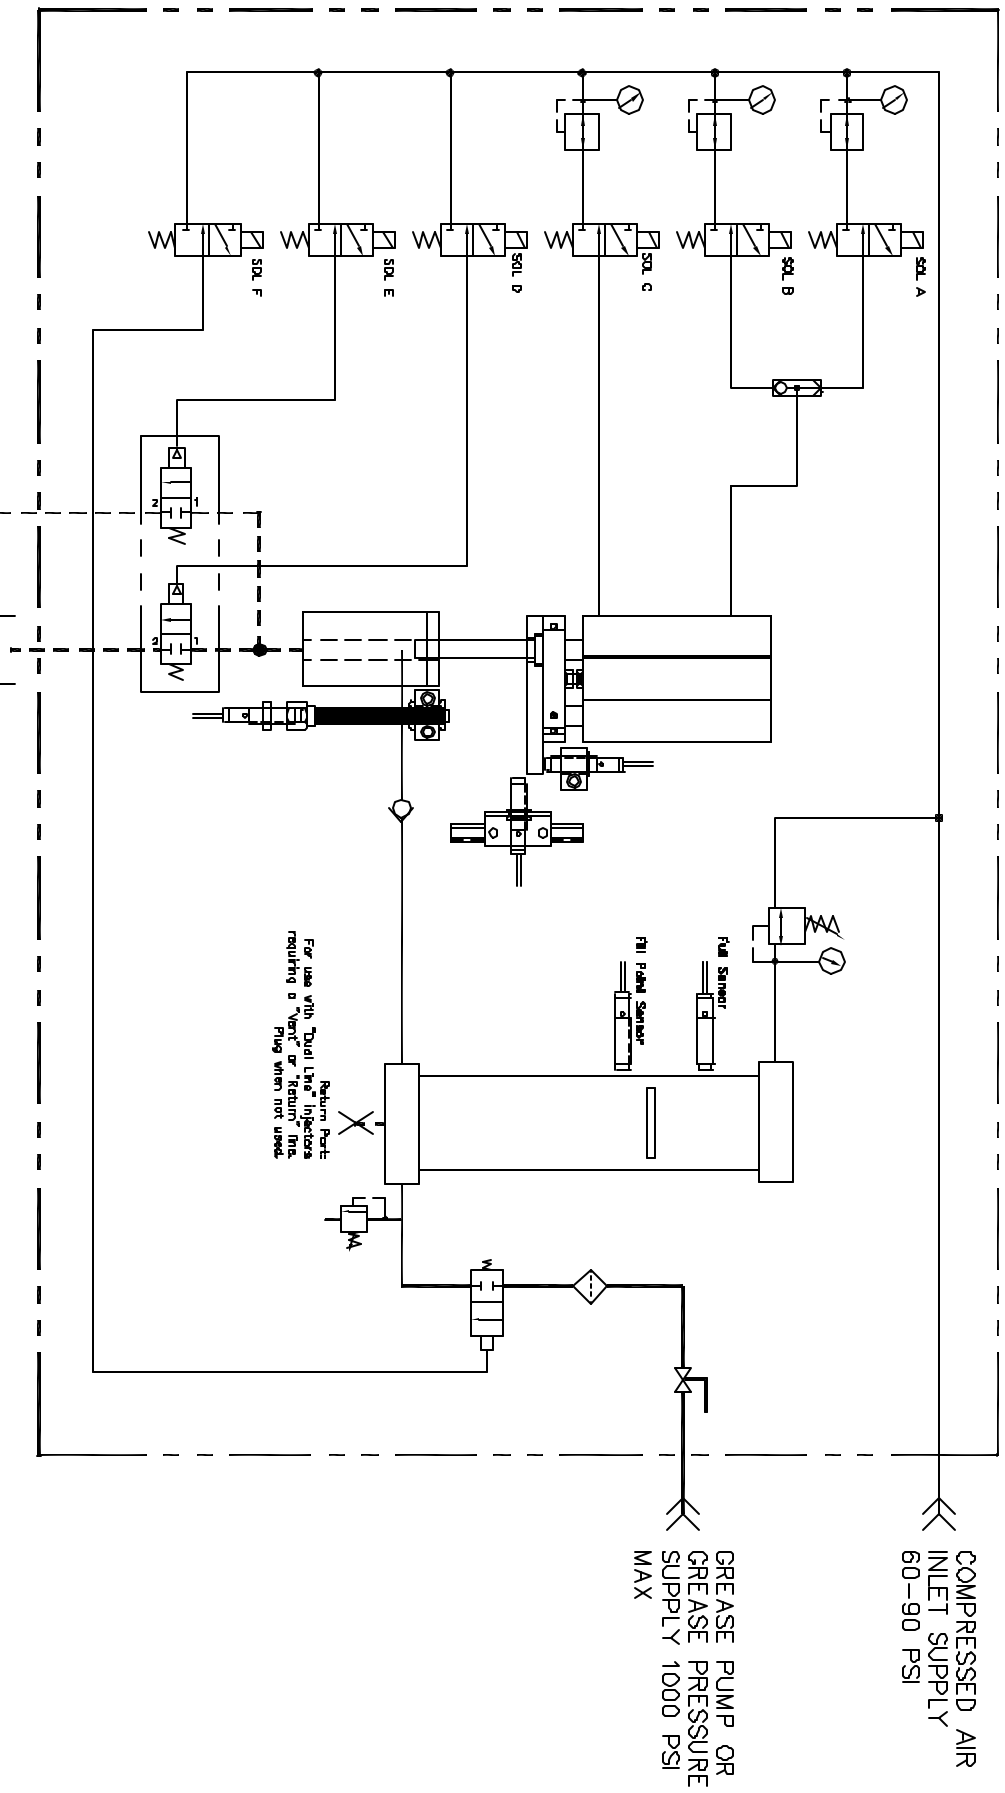 SOL A
SOL B
SOL C
SOL D
SOL E
SOL F
2
1
2
1
Full Sensor
Fill Point Sensor
Return Port:
For use with "Dual Line" injectors
requiring a "Vent" or "Return" line.
Plug when not used.
COMPRESSED AIR
INLET SUPPLY
60-90 PSI
GREASE PUMP OR
GREASE PRESSURE
SUPPLY 1000 PSI
MAX